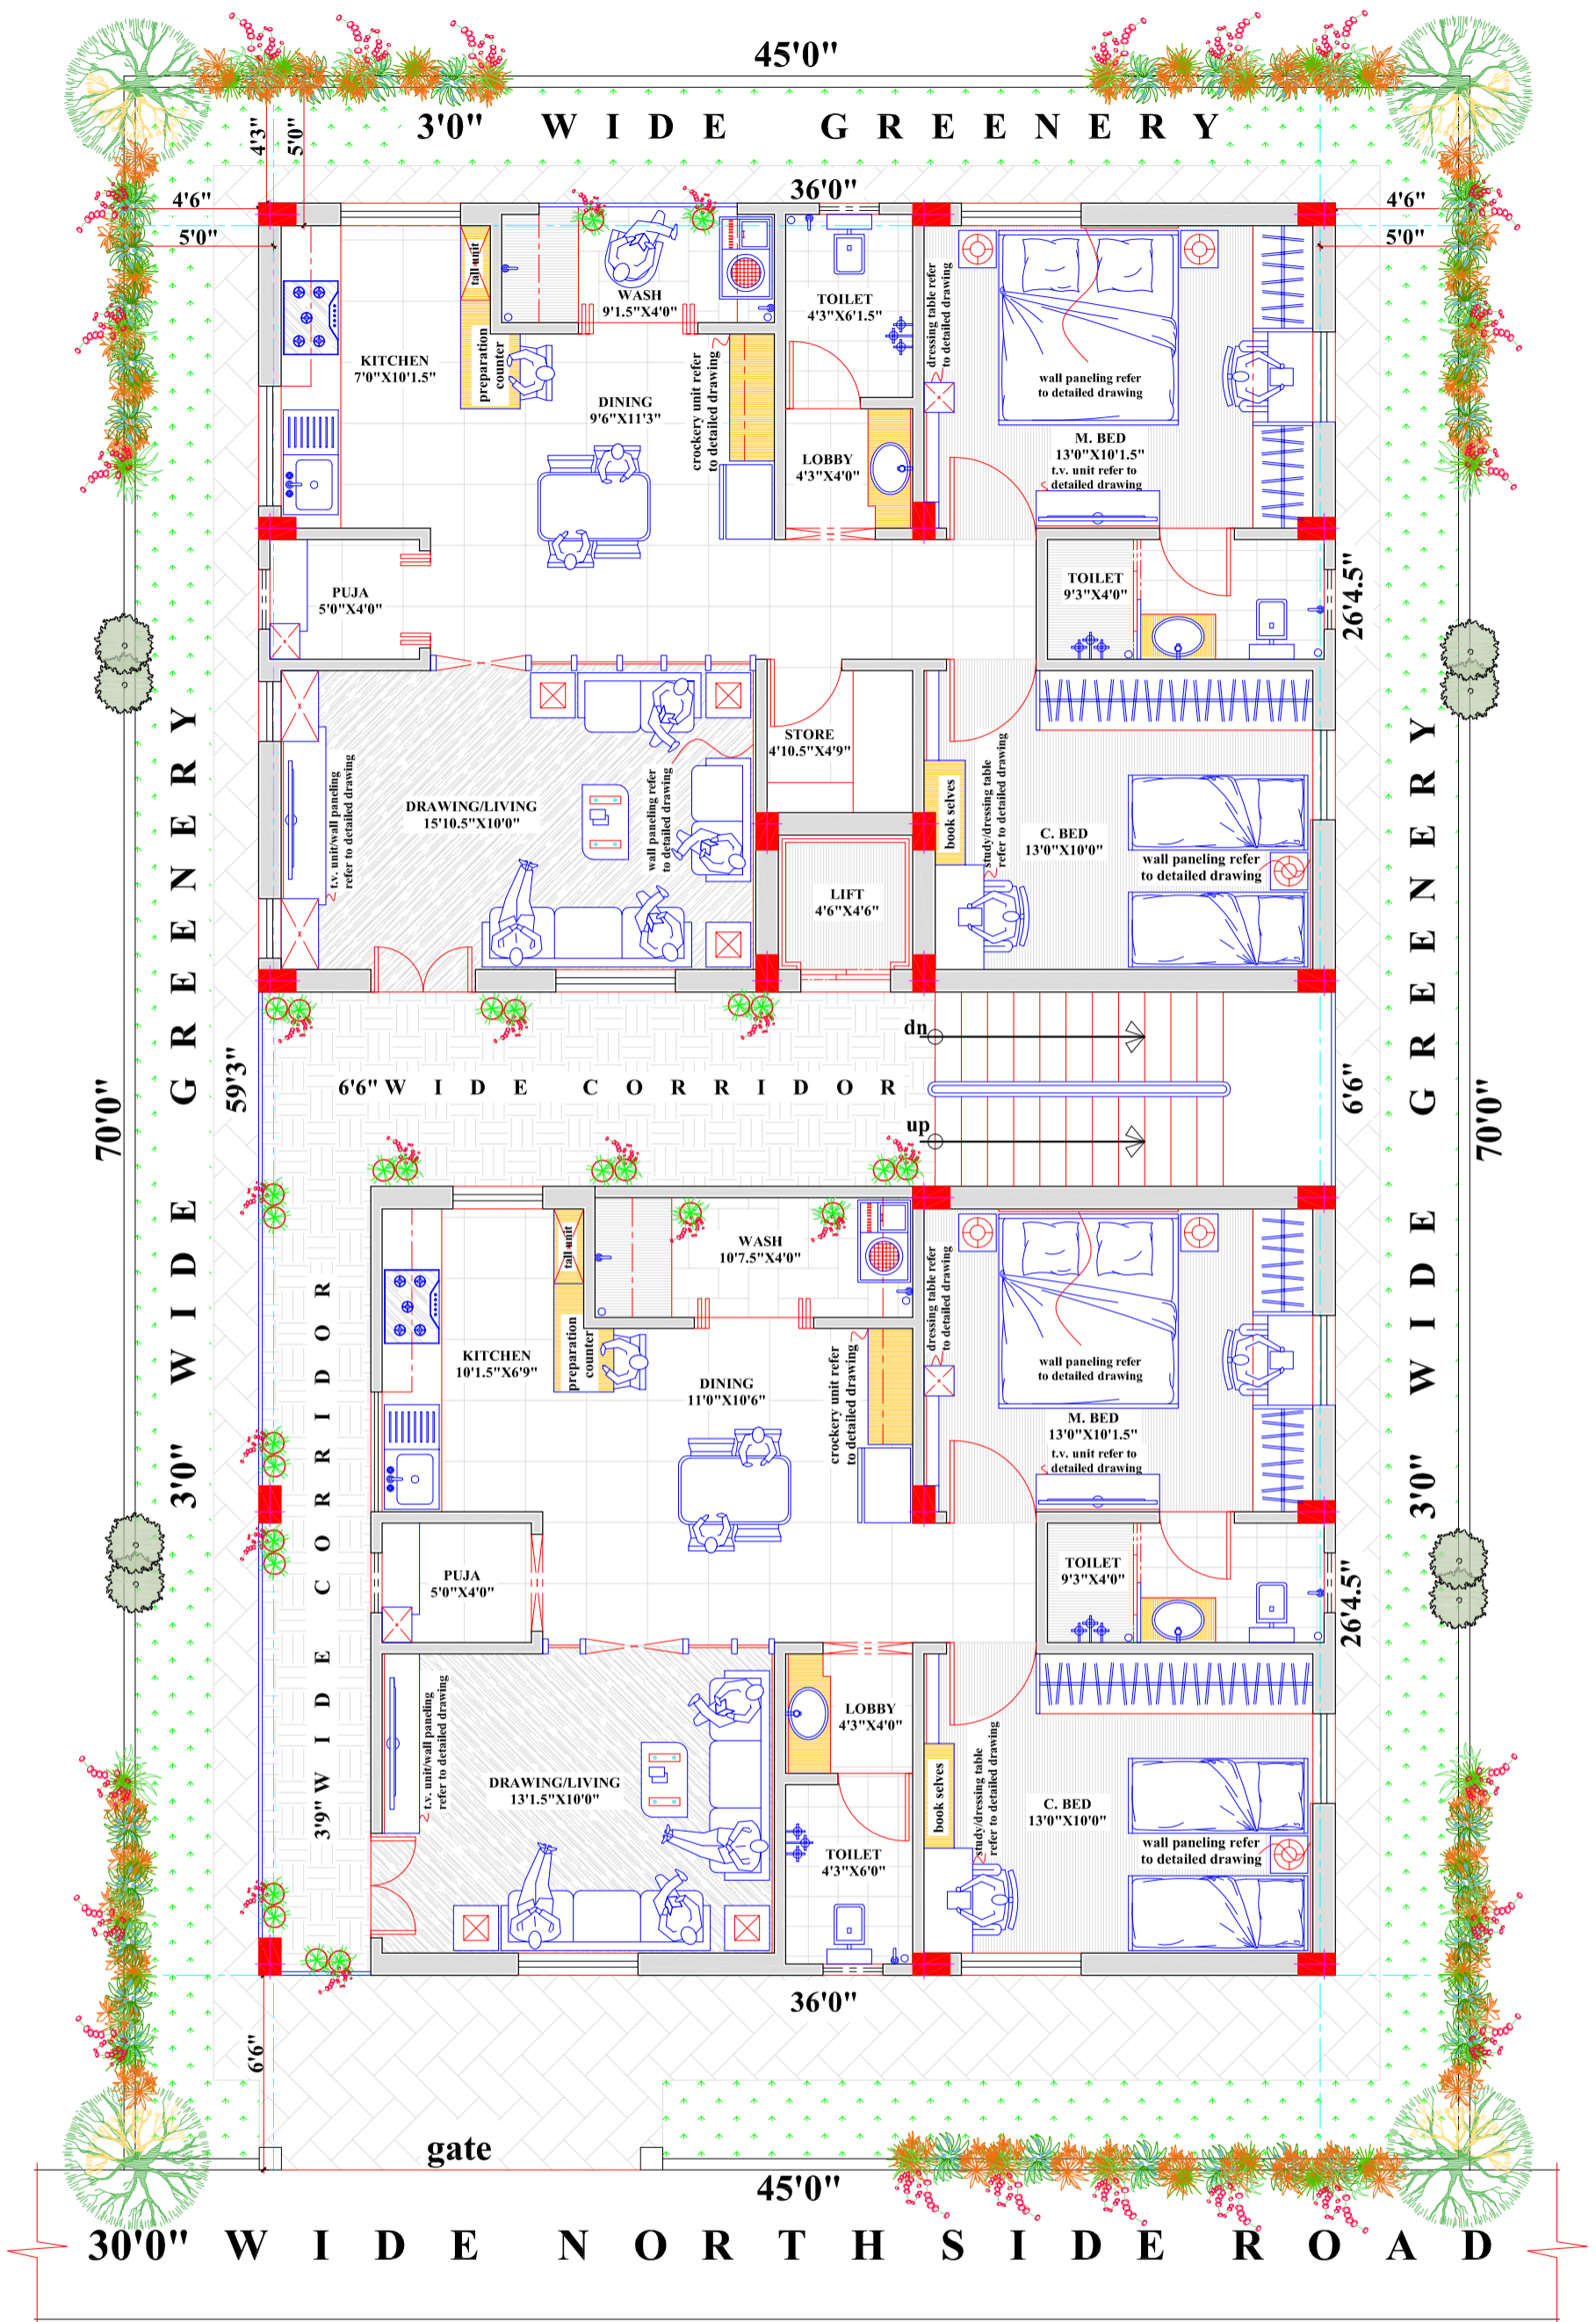 45'0"
3'0" WIDE GREENERY
4'3"
5'0"
36'0"
4'6"
5'0"
4'6"
5'0"
tall unit
WASH
9'1.5"X4'0"
TOILET
4'3"X6'1.5"
dressing table refer
to detailed drawing
KITCHEN
7'0"X10'1.5"
preparation
counter
DINING
9'6"X11'3"
crockery unit refer
to detailed drawing
wall paneling refer
to detailed drawing
LOBBY
4'3"X4'0"
M. BED
13'0"X10'1.5"
t.v. unit refer to
detailed drawing
PUJA
5'0"X4'0"
TOILET
9'3"X4'0"
26'4.5"
STORE
4'10.5"X4'9"
t.v. unit/wall paneling
refer to detailed drawing
DRAWING/LIVING
15'10.5"X10'0"
wall paneling refer
to detailed drawing
book selves
study/dressing table
refer to detailed drawing
C. BED
13'0"X10'0"
wall paneling refer
to detailed drawing
LIFT
4'6"X4'6"
3'0" WIDE GREENERY
3'0" WIDE GREENERY
70'0"
59'3"
6'6" WIDE CORRIDOR
dn
up
6'6"
70'0"
tall unit
WASH
10'7.5"X4'0"
dressing table refer
to detailed drawing
KITCHEN
10'1.5"X6'9"
preparation
counter
DINING
11'0"X10'6"
crockery unit refer
to detailed drawing
wall paneling refer
to detailed drawing
M. BED
13'0"X10'1.5"
t.v. unit refer to
detailed drawing
3'9" WIDE CORRIDOR
PUJA
5'0"X4'0"
TOILET
9'3"X4'0"
26'4.5"
t.v. unit/wall paneling
refer to detailed drawing
DRAWING/LIVING
13'1.5"X10'0"
LOBBY
4'3"X4'0"
book selves
study/dressing table
refer to detailed drawing
C. BED
13'0"X10'0"
wall paneling refer
to detailed drawing
TOILET
4'3"X6'0"
36'0"
6'6"
gate
45'0"
30'0" WIDE NORTH SIDE ROAD